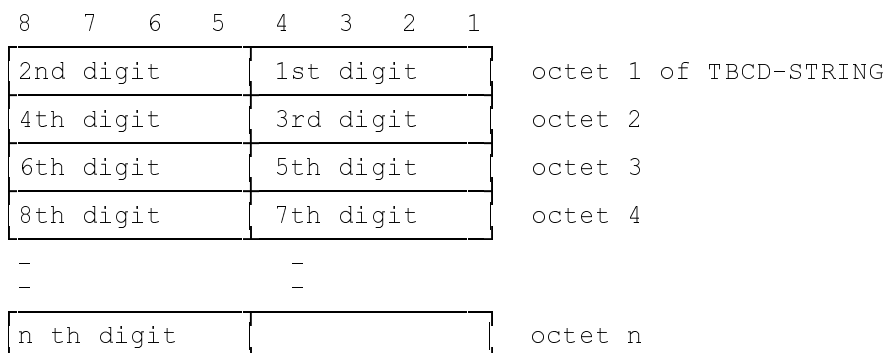 8 7 6 5 4 3 2 1
2nd digit 1st digit octet 1 of TBCD-STRING
4th digit 3rd digit octet 2
6th digit 5th digit octet 3
8th digit 7th digit octet 4
- -
- -
n th digit octet n